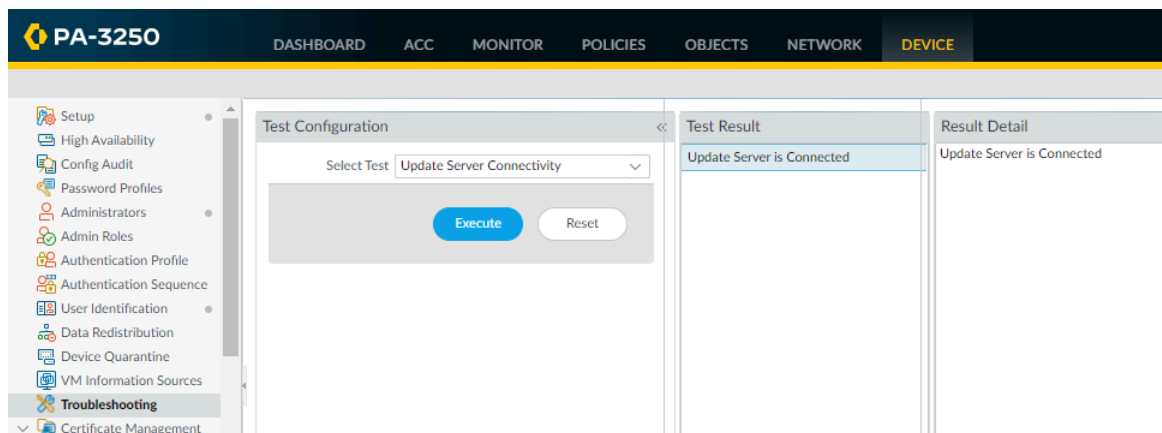 PA-3250
DASHBOARD ACC MONITOR POLICIES OBJECTS NETWORK DEVICE
Setup
High Availability
Config Audit
Password Profiles
Administrators
Admin Roles
Authentication Profile
Authentication Sequence
User Identification
Data Redistribution
Device Quarantine
VM Information Sources
Troubleshooting
Certificate Management
Test Configuration
Select Test Update Server Connectivity
Execute Reset
Test Result
Update Server is Connected
Result Detail
Update Server is Connected